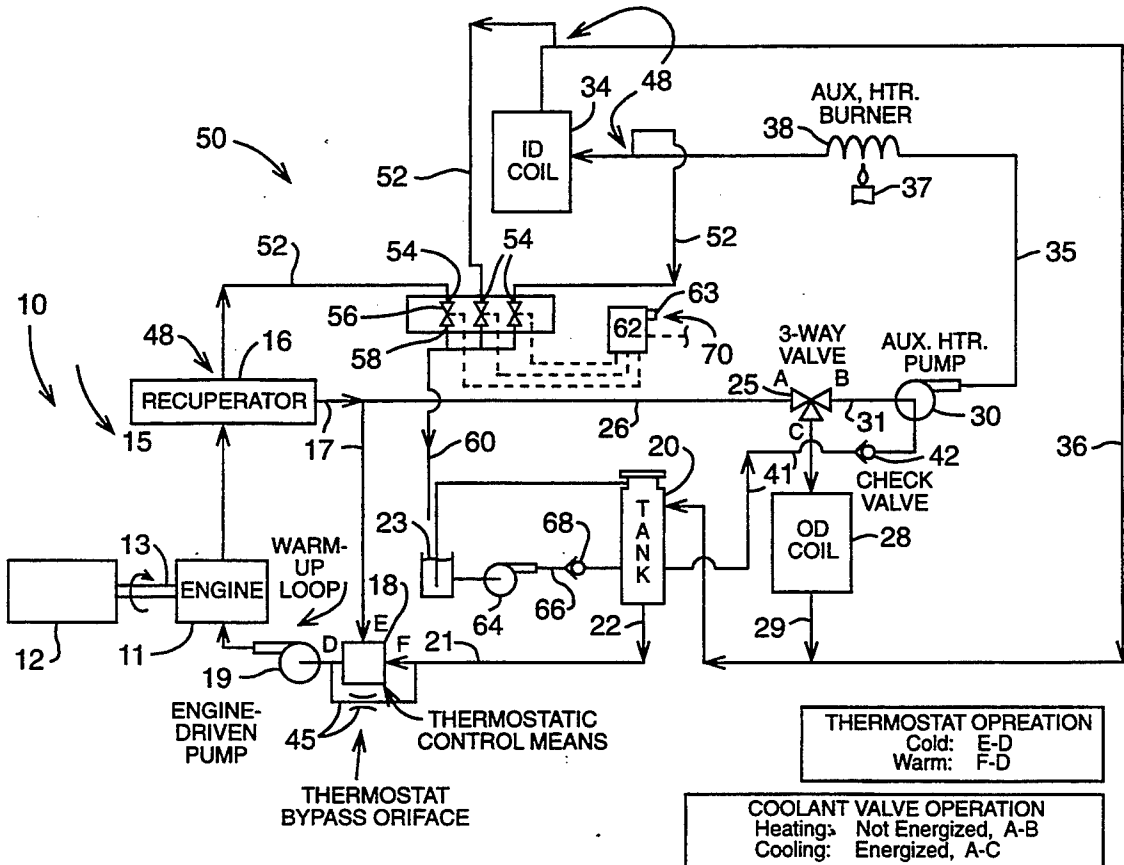 48
34
AUX, HTR.
BURNER
38
50
ID
COIL
52
37
52
54
54
52
35
10
56
63
62
58
70
3-WAY
VALVE
AUX. HTR.
PUMP
48
16
25
A
B
RECUPERATOR
30
31
26
C
15
17
60
20
41
42
36
CHECK
VALVE
23
TANK
68
OD
COIL
28
13
WARM-
UP
LOOP
ENGINE
18
64
66
22
29
E
D
F
21
12
11
19
ENGINE-
DRIVEN
PUMP
45
THERMOSTATIC
CONTROL MEANS
THERMOSTAT
BYPASS ORIFACE
THERMOSTAT OPREATION
Cold: E-D
Warm: F-D
COOLANT VALVE OPERATION
Heating: Not Energized, A-B
Cooling: Energized, A-C